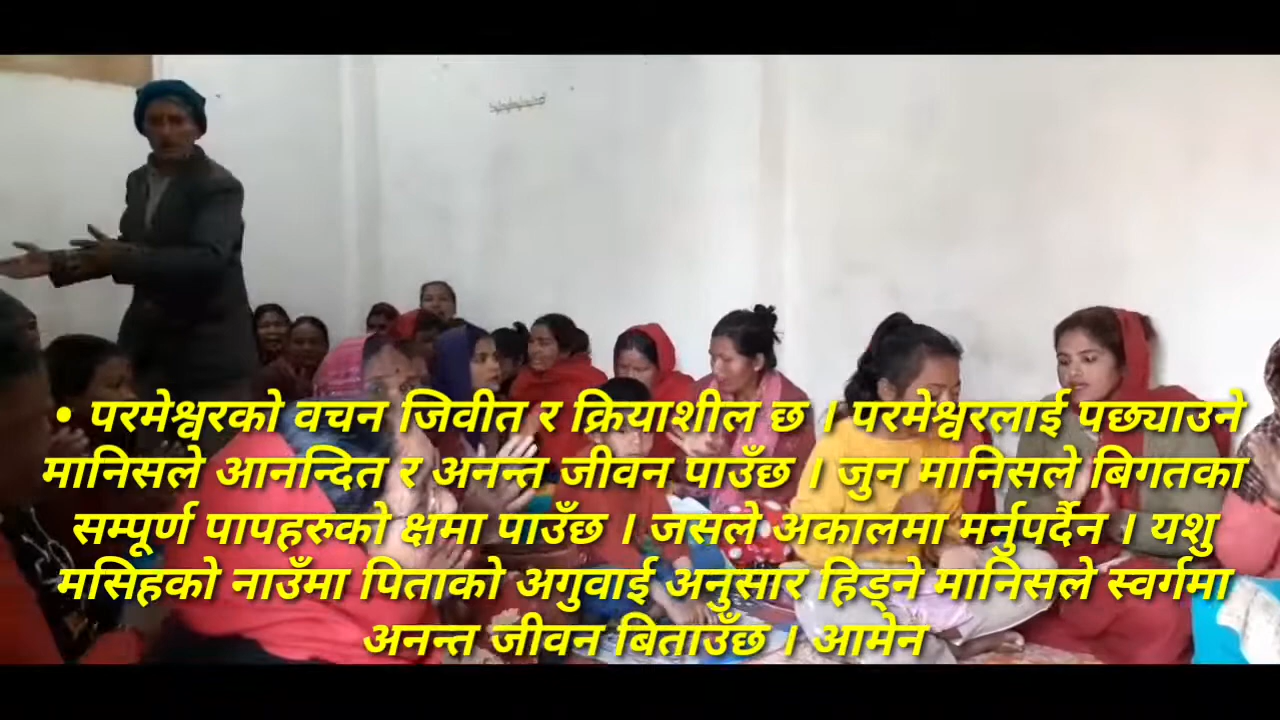 • परमेश्वरको वचन जिवीत र क्रियाशील छ । परमेश्वरलाई पछ्याउने
मानिसले आनन्दित र अनन्त जीवन पाउँछ । जुन मानिसले बिगतका
सम्पूर्ण पापहरुको क्षमा पाउँछ । जसले अकालमा मर्नुपर्दैन । यशु
मसिहको नाउँमा पिताको अगुवाई अनुसार हिड्ने मानिसले स्वर्गमा
अनन्त जीवन बिताउँछ । आमेन